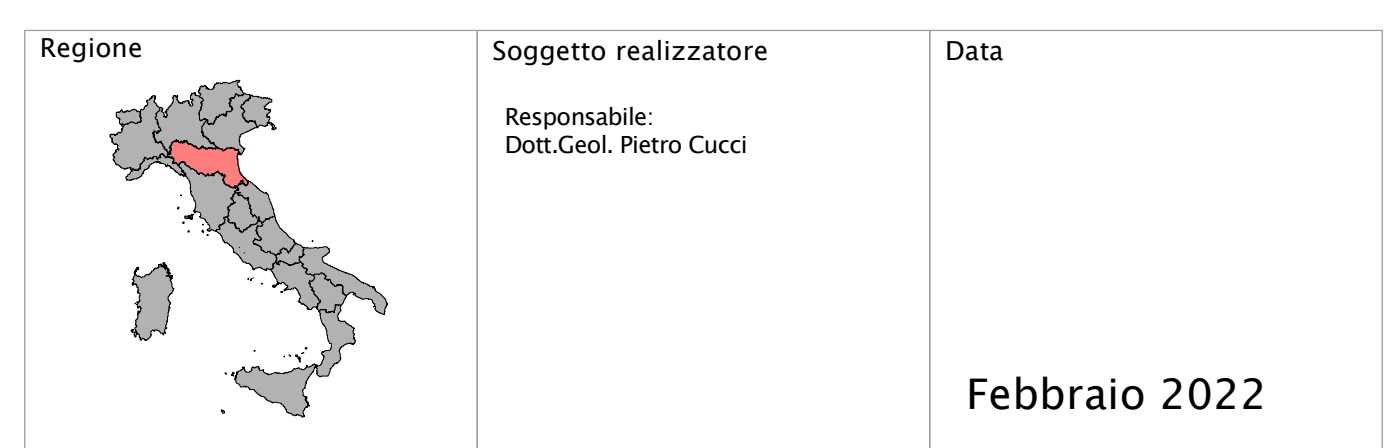 Regione
Soggetto realizzatore
Responsabile:
Dott.Geol. Pietro Cucci
Data
Febbraio 2022